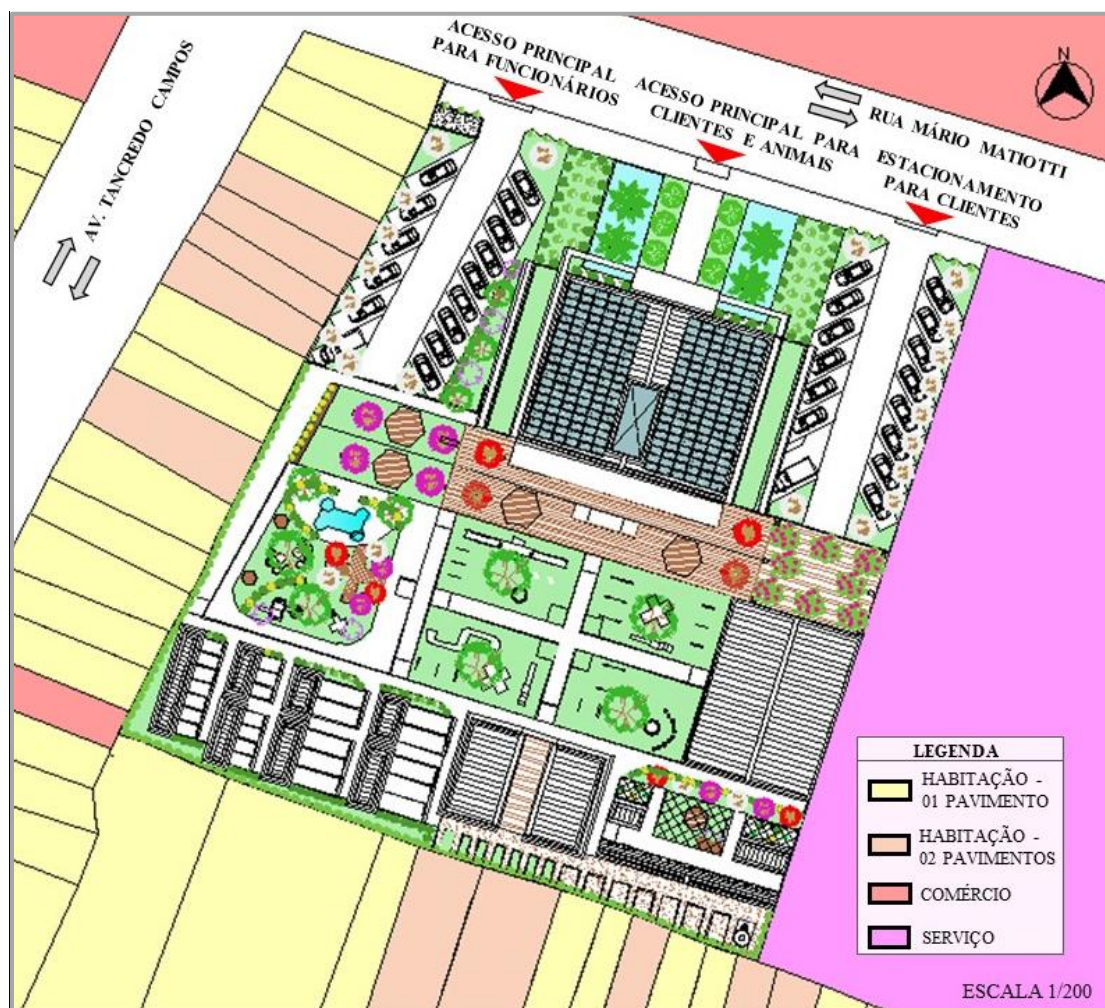 ACESSO PRINCIPAL
PARA FUNCIONÁRIOS
ACESSO PRINCIPAL PARA
CLIENTES E ANIMAIS
ESTACIONAMENTO
PARA CLIENTES
N
RUA MÁRIO MATIOTTI
AV. TANCREDO CAMPOS
LEGENDA
HABITAÇÃO -
01 PAVIMENTO
HABITAÇÃO -
02 PAVIMENTOS
COMÉRCIO
SERVIÇO
ESCALA 1/200